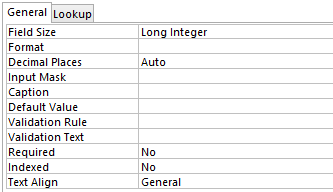 General Lookup
Field Size Long Integer
Format
Decimal Places Auto
Input Mask
Caption
Default Value
Validation Rule
Validation Text
Required No
Indexed No
Text Align General